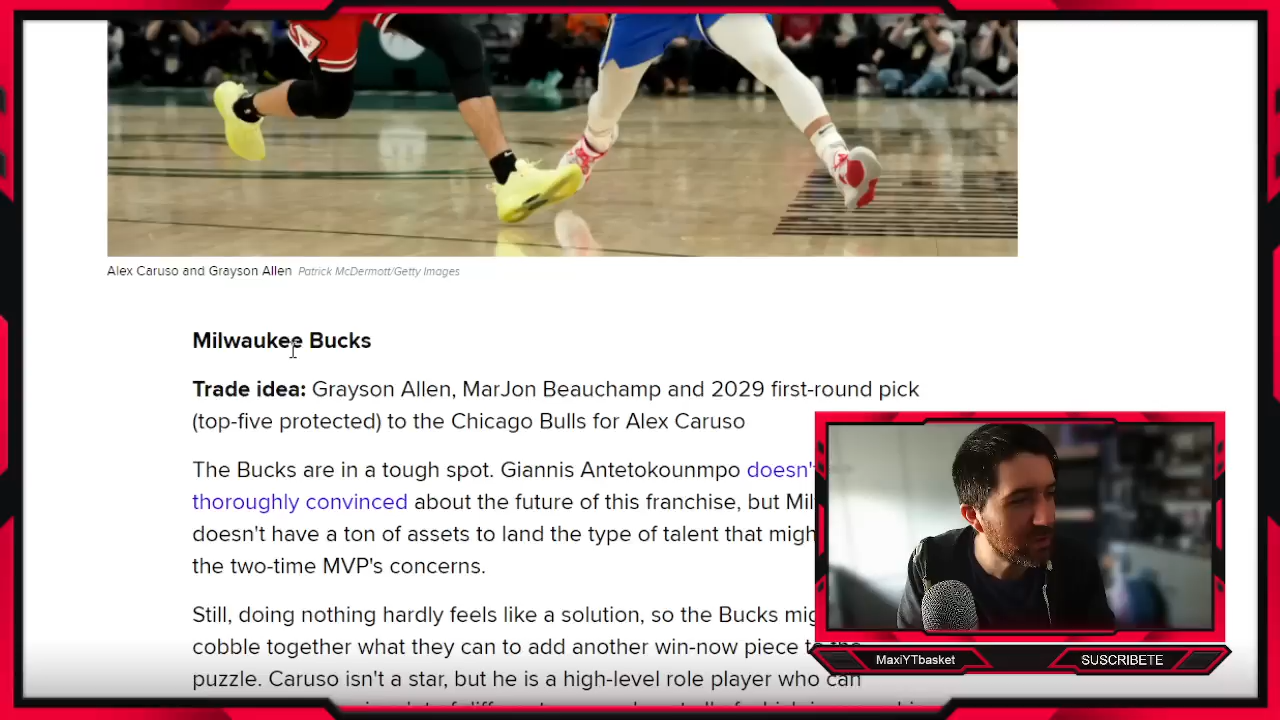 Alex Caruso and Grayson Allen Patrick McDermott/Getty Images
Milwaukee Bucks
Trade idea: Grayson Allen, MarJon Beauchamp and 2029 first-round pick
(top-five protected) to the Chicago Bulls for Alex Caruso
The Bucks are in a tough spot. Giannis Antetokounmpo
thoroughly convinced about the future of this franchise, but
doesn't have a ton of assets to land the type of talent that
the two-time MVP's concerns.
Still, doing nothing hardly feels like a solution, so the Bucks
cobble together what they can to add another win-now piece
puzzle. Caruso isn't a star, but he is a high-level role player who can
MaxiYTbasket
SUSCRIBETE